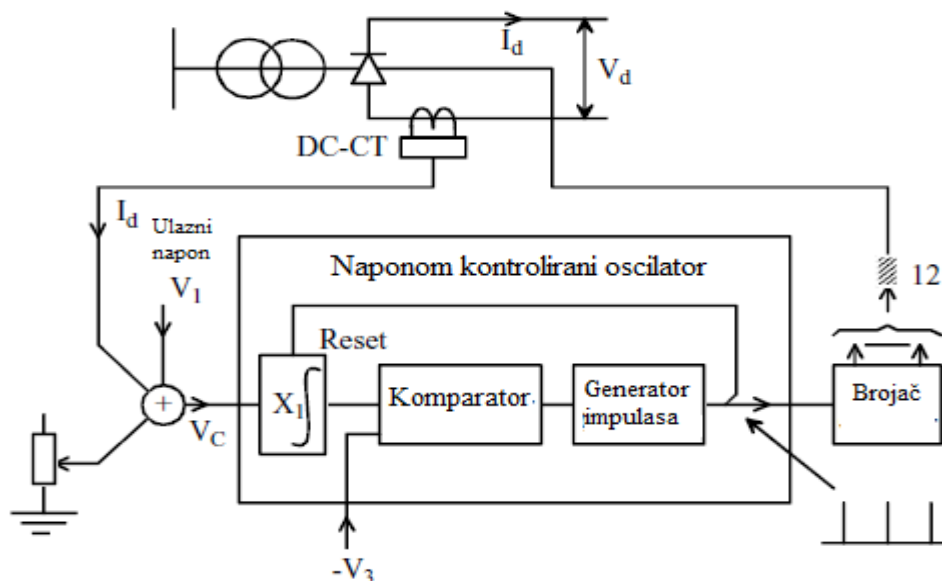 I_d
V_d
DC-CT
I_d
Ulazni
napon
V_1
Naponom kontrolirani oscilator
12
Reset
+
V_C
X_1 ∫
Komparator
Generator
impulasa
Brojač
-V_3